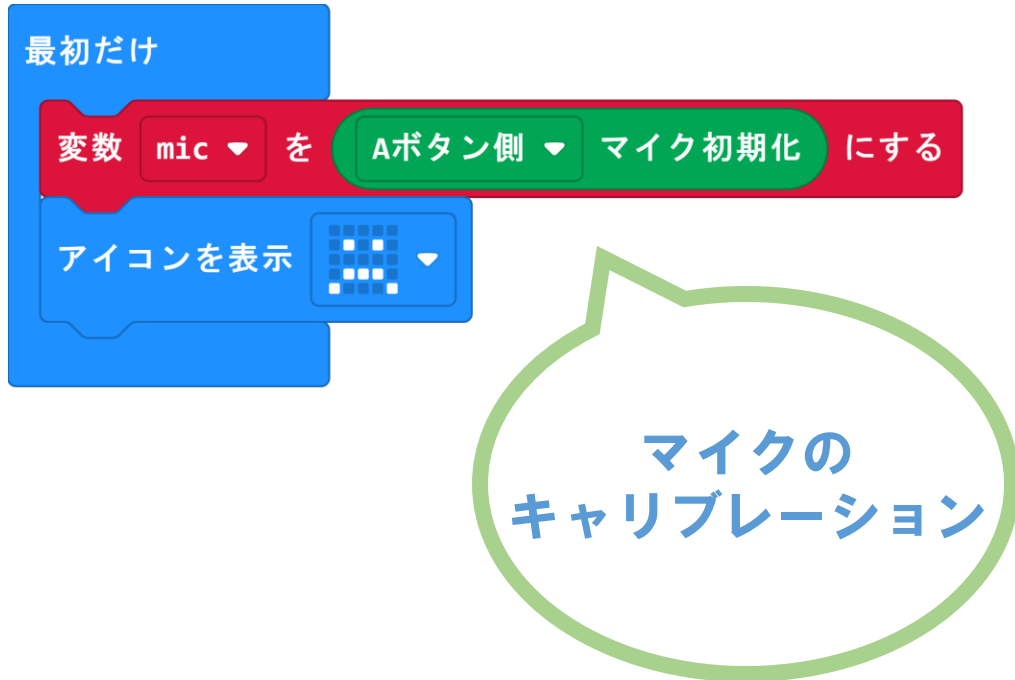 最初だけ
変数 mic を Aボタン側 マイク初期化 にする
アイコンを表示
マイクの
キャリブレーション